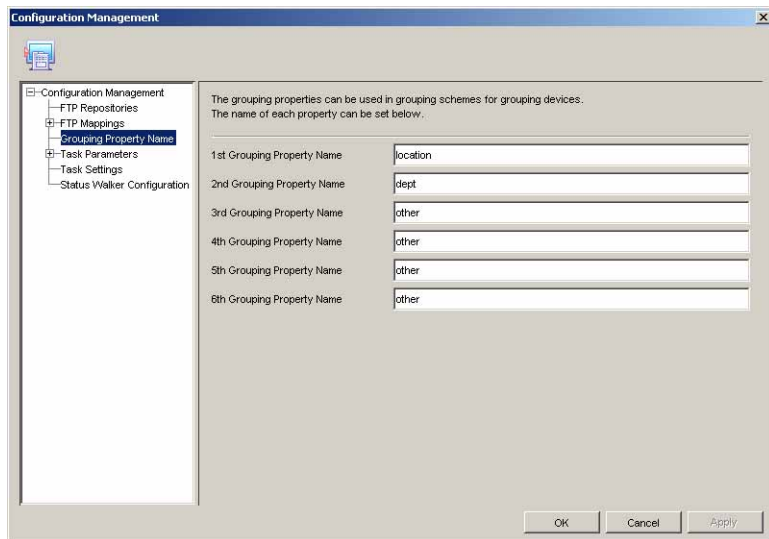 Configuration Management
Configuration Management
FTP Repositories
FTP Mappings
Grouping Property Name
Task Parameters
Task Settings
Status Walker Configuration
The grouping properties can be used in grouping schemes for grouping devices.
The name of each property can be set below.
1st Grouping Property Name location
2nd Grouping Property Name dept
3rd Grouping Property Name other
4th Grouping Property Name other
5th Grouping Property Name other
6th Grouping Property Name other
OK Cancel Apply